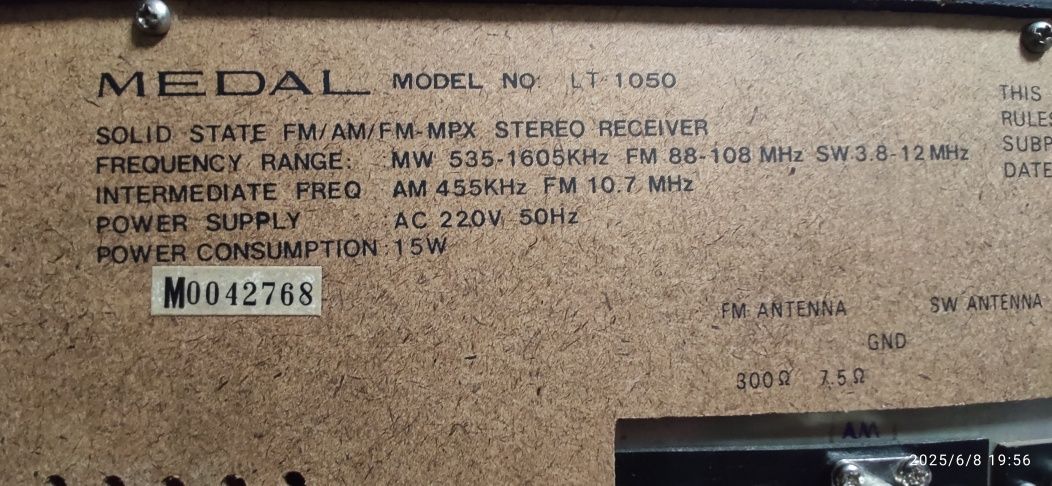 MEDAL MODEL NO: LT-1050
SOLID STATE FM/AM/FM-MPX STEREO RECEIVER
FREQUENCY RANGE: MW 535-1605KHz FM 88-108 MHz SW.3.8-12MHz
INTERMEDIATE FREQ AM 455KHz FM 10.7 MHz
POWER SUPPLY : AC 220V 50Hz
POWER CONSUMPTION : 15W
M0042768
THIS
RULES
SUBP
DATE
FM ANTENNA SW ANTENNA
GND
300Ω 7.5Ω
AM
2025/6/8 19:56